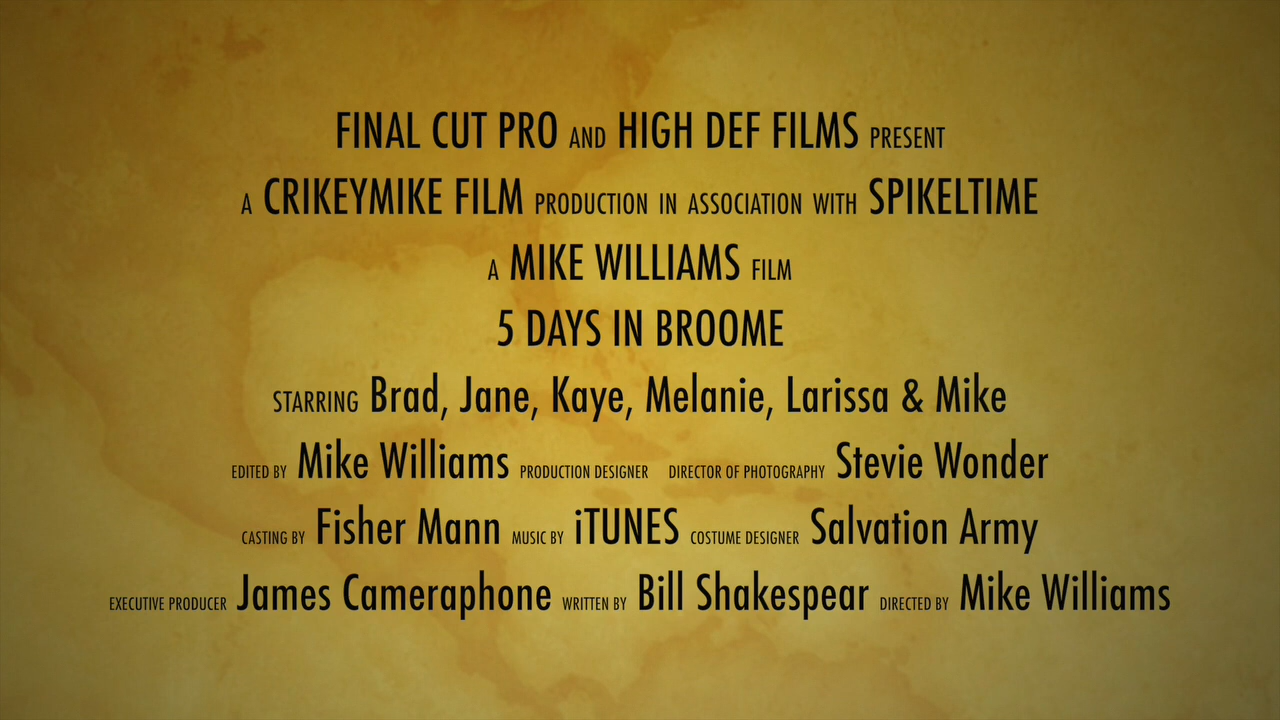 FINAL CUT PRO AND HIGH DEF FILMS PRESENT
A CRIKEYMIKE FILM PRODUCTION IN ASSOCIATION WITH SPIKELTIME
A MIKE WILLIAMS FILM
5 DAYS IN BROOME
STARRING Brad, Jane, Kaye, Melanie, Larissa & Mike
EDITED BY Mike Williams PRODUCTION DESIGNER DIRECTOR OF PHOTOGRAPHY Stevie Wonder
CASTING BY Fisher Mann MUSIC BY iTUNES COSTUME DESIGNER Salvation Army
EXECUTIVE PRODUCER James Cameraphone WRITTEN BY Bill Shakespear DIRECTED BY Mike Williams